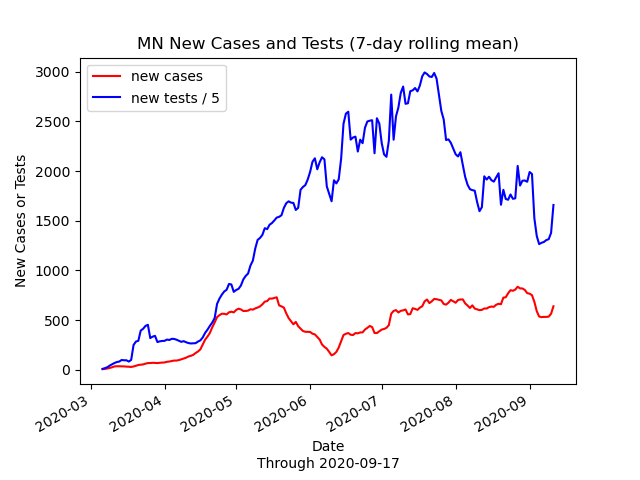 MN New Cases and Tests (7-day rolling mean)
new cases
new tests / 5
New Cases or Tests
3000
2500
2000
1500
1000
500
0
2020-03
2020-04
2020-05
2020-06
2020-07
2020-08
2020-09
Date
Through 2020-09-17